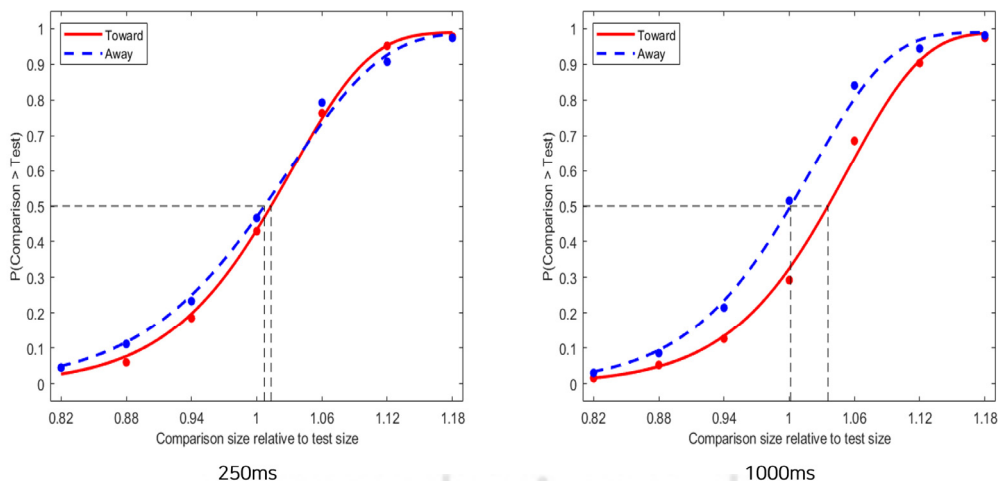 Toward
Away
P(Comparison > Test)
1
0.9
0.8
0.7
0.6
0.5
0.4
0.3
0.2
0.1
0
0.82 0.88 0.94 1 1.06 1.12 1.18
Comparison size relative to test size
250ms
Toward
Away
P(Comparison > Test)
1
0.9
0.8
0.7
0.6
0.5
0.4
0.3
0.2
0.1
0
0.82 0.88 0.94 1 1.06 1.12 1.18
Comparison size relative to test size
1000ms